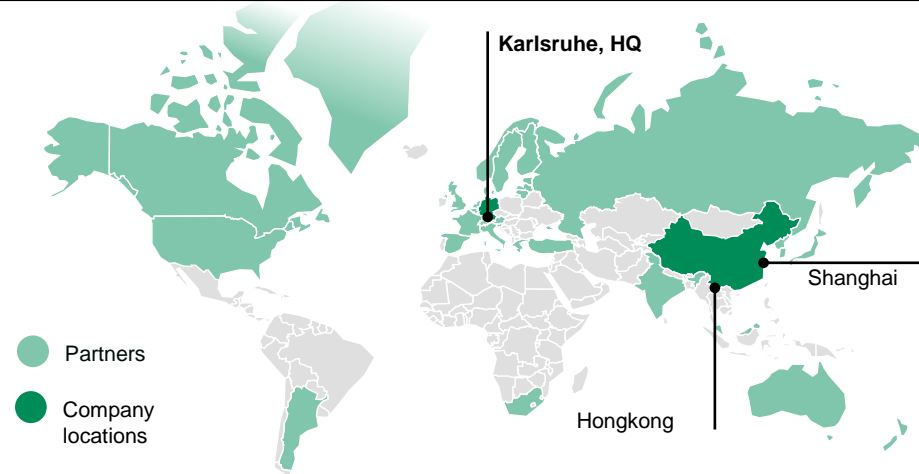 Karlsruhe, HQ
Shanghai
Partners
Company
locations
Hongkong